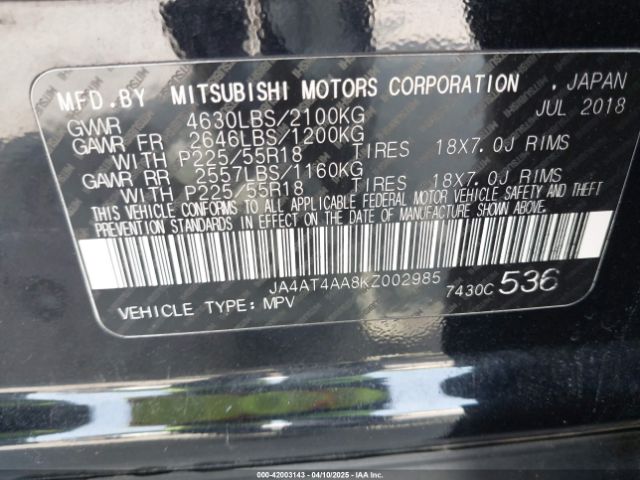 MFD.BY MITSUBISHI MOTORS CORPORATION , JAPAN
JUL 2018
GVWR 4630LBS/2100KG
GAWR FR 2646LBS/1200KG
WITH P225/55R18 TIRES 18X7.0J RIMS
GAWR RR 2557LBS/1160KG
WITH P225/55R18 TIRES 18X7.0J RIMS
THIS VEHICLE CONFORMS TO ALL APPLICABLE FEDERAL MOTOR VEHICLE SAFETY AND THEFT
PREVENTION STANDARDS IN EFFECT ON THE DATE OF MANUFACTURE SHOWN ABOVE.
JA4AT4AA8KZ002985
VEHICLE TYPE: MPV 7430C 536
000-42003143 - 04/10/2025 - IAAI.COM